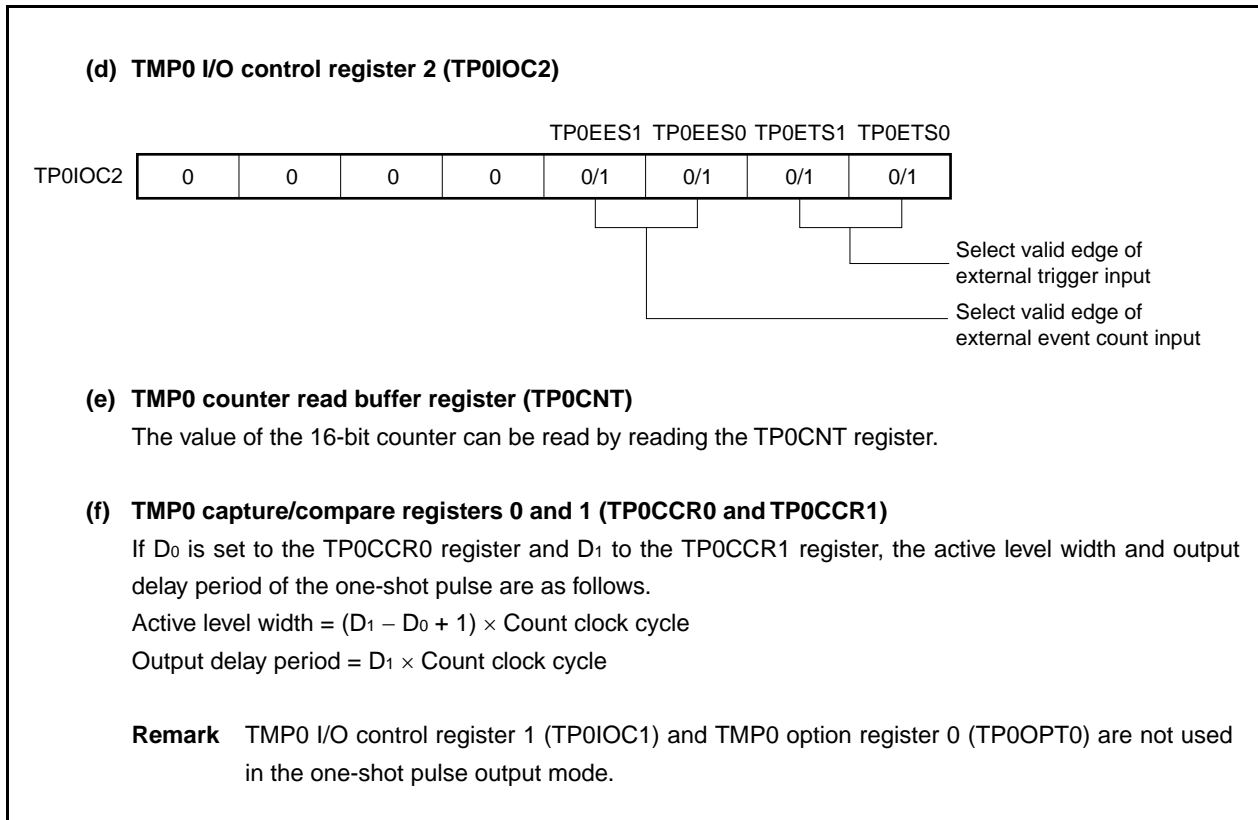 (d) TMP0 I/O control register 2 (TP0IOC2)
TP0EES1 TP0EES0 TP0ETS1 TP0ETS0
TP0IOC2 0 0 0 0 0/1 0/1 0/1 0/1
Select valid edge of
external trigger input
Select valid edge of
external event count input
(e) TMP0 counter read buffer register (TP0CNT)
The value of the 16-bit counter can be read by reading the TP0CNT register.
(f) TMP0 capture/compare registers 0 and 1 (TP0CCR0 and TP0CCR1)
If D0 is set to the TP0CCR0 register and D1 to the TP0CCR1 register, the active level width and output
delay period of the one-shot pulse are as follows.
Active level width = (D1 − D0 + 1) × Count clock cycle
Output delay period = D1 × Count clock cycle
Remark TMP0 I/O control register 1 (TP0IOC1) and TMP0 option register 0 (TP0OPT0) are not used
in the one-shot pulse output mode.